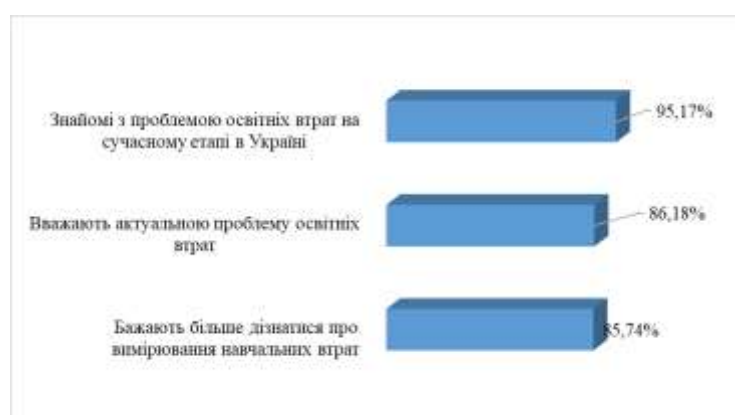 Знайомі з проблемою освітніх втрат на
сучасному етапі в Україні
95,17%
Вважають актуальною проблему освітніх
втрат
86,18%
Бажають більше дізнатися про
вимірювання навчальних втрат
85,74%